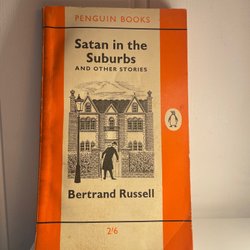 PENGUIN BOOKS
Satan in the
Suburbs
AND OTHER STORIES
Bertrand Russell
2/6